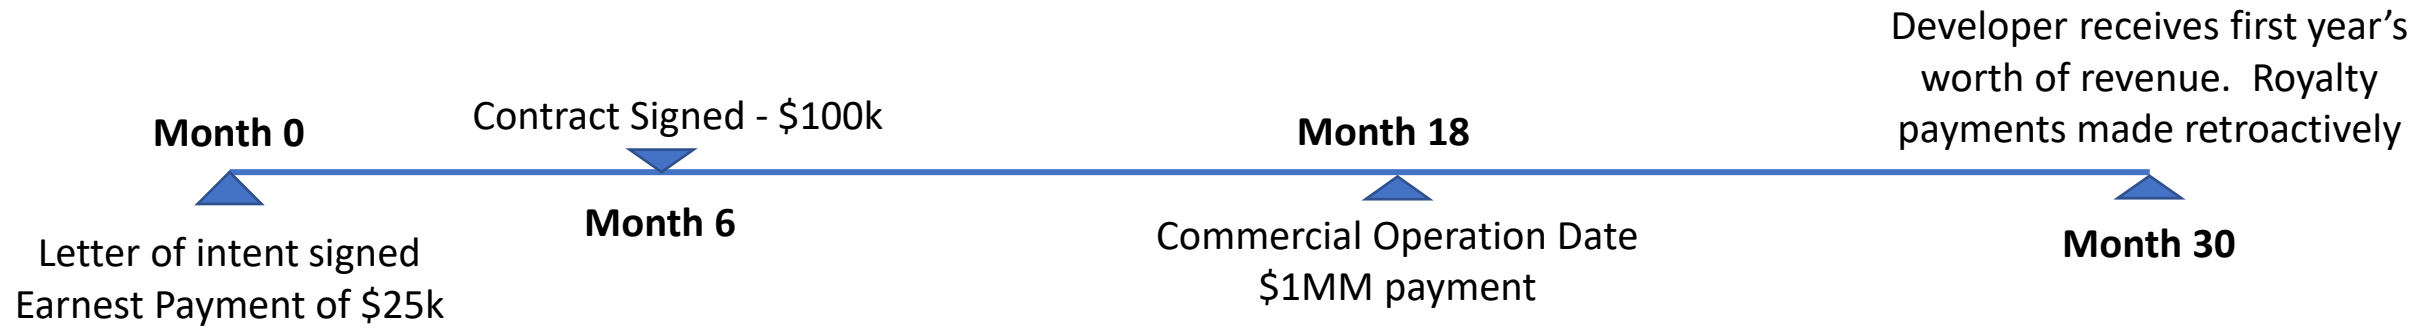 Month 0
Letter of intent signed
Earnest Payment of $25k
Contract Signed - $100k
Month 6
Month 18
Commercial Operation Date
$1MM payment
Developer receives first year’s
worth of revenue.  Royalty
payments made retroactively
Month 30